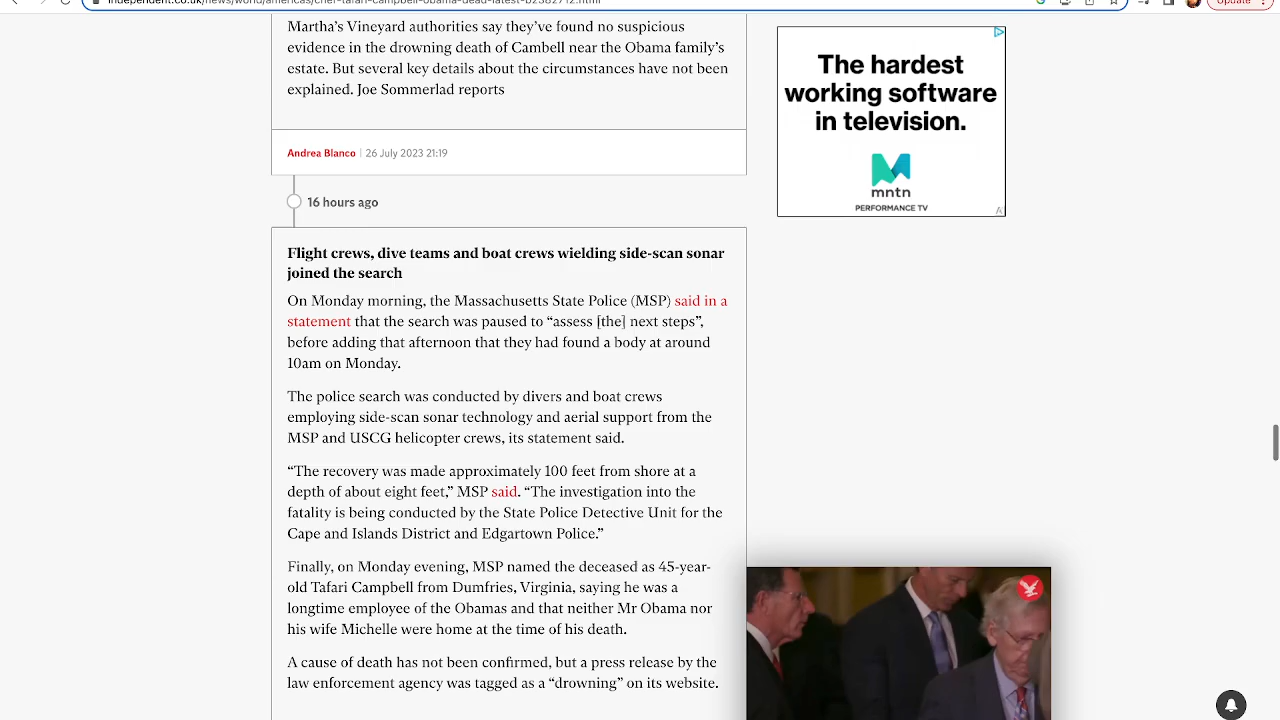 independent.co.uk/news/world/americas/chef-tafari-campbell-obama-dead-latest-b2382712.html
Update
Martha's Vineyard authorities say they've found no suspicious
evidence in the drowning death of Cambell near the Obama family's
estate. But several key details about the circumstances have not been
explained. Joe Sommerlad reports
Andrea Blanco | 26 July 2023 21:19
16 hours ago
Flight crews, dive teams and boat crews wielding side-scan sonar
joined the search
On Monday morning, the Massachusetts State Police (MSP) said in a
statement that the search was paused to “assess [the] next steps”,
before adding that afternoon that they had found a body at around
10am on Monday.
The police search was conducted by divers and boat crews
employing side-scan sonar technology and aerial support from the
MSP and USCG helicopter crews, its statement said.
“The recovery was made approximately 100 feet from shore at a
depth of about eight feet,” MSP said. “The investigation into the
fatality is being conducted by the State Police Detective Unit for the
Cape and Islands District and Edgartown Police.”
Finally, on Monday evening, MSP named the deceased as 45-year-
old Tafari Campbell from Dumfries, Virginia, saying he was a
longtime employee of the Obamas and that neither Mr Obama nor
his wife Michelle were home at the time of his death.
A cause of death has not been confirmed, but a press release by the
law enforcement agency was tagged as a “drowning” on its website.
The hardest
working software
in television.
mntn
PERFORMANCE TV